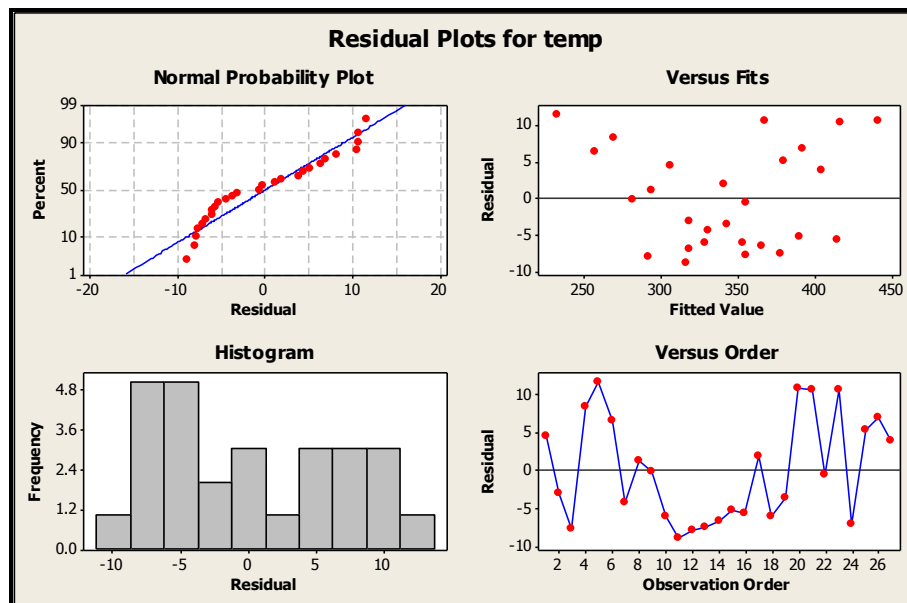 Residual Plots for temp
Normal Probability Plot
Percent
99
90
50
10
1
-20 -10 0 10 20
Residual
Versus Fits
Residual
10
5
0
-5
-10
250 300 350 400 450
Fitted Value
Histogram
Frequency
4.8
3.6
2.4
1.2
0.0
-10 -5 0 5 10
Residual
Versus Order
Residual
10
5
0
-5
-10
2 4 6 8 10 12 14 16 18 20 22 24 26
Observation Order